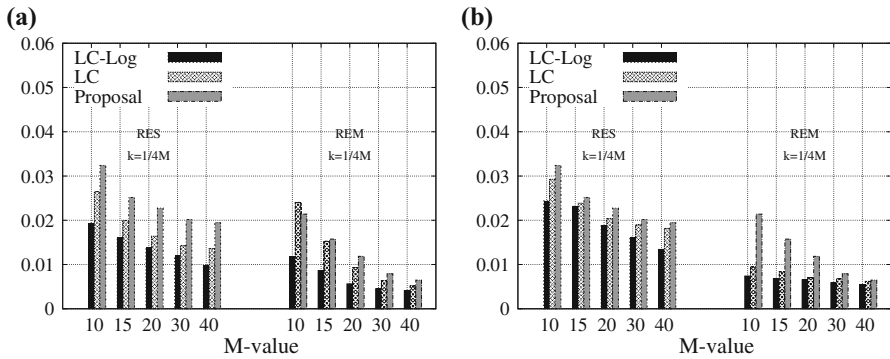 (a)
0.06
0.05
0.04
0.03
0.02
0.01
0
LC-Log
LC
Proposal
RES
k=1/4M
REM
k=1/4M
10 15 20 30 40 10 15 20 30 40
M-value
(b)
0.06
0.05
0.04
0.03
0.02
0.01
0
LC-Log
LC
Proposal
RES
k=1/4M
REM
k=1/4M
10 15 20 30 40 10 15 20 30 40
M-value